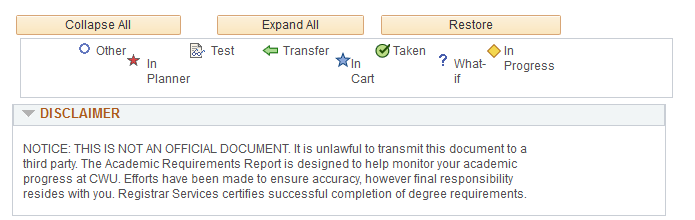 Collapse All Expand All Restore
Other Test Transfer Taken ? What-if In Progress
In Planner In Cart
DISCLAIMER
NOTICE: THIS IS NOT AN OFFICIAL DOCUMENT. It is unlawful to transmit this document to a
third party. The Academic Requirements Report is designed to help monitor your academic
progress at CWU. Efforts have been made to ensure accuracy, however final responsibility
resides with you. Registrar Services certifies successful completion of degree requirements.